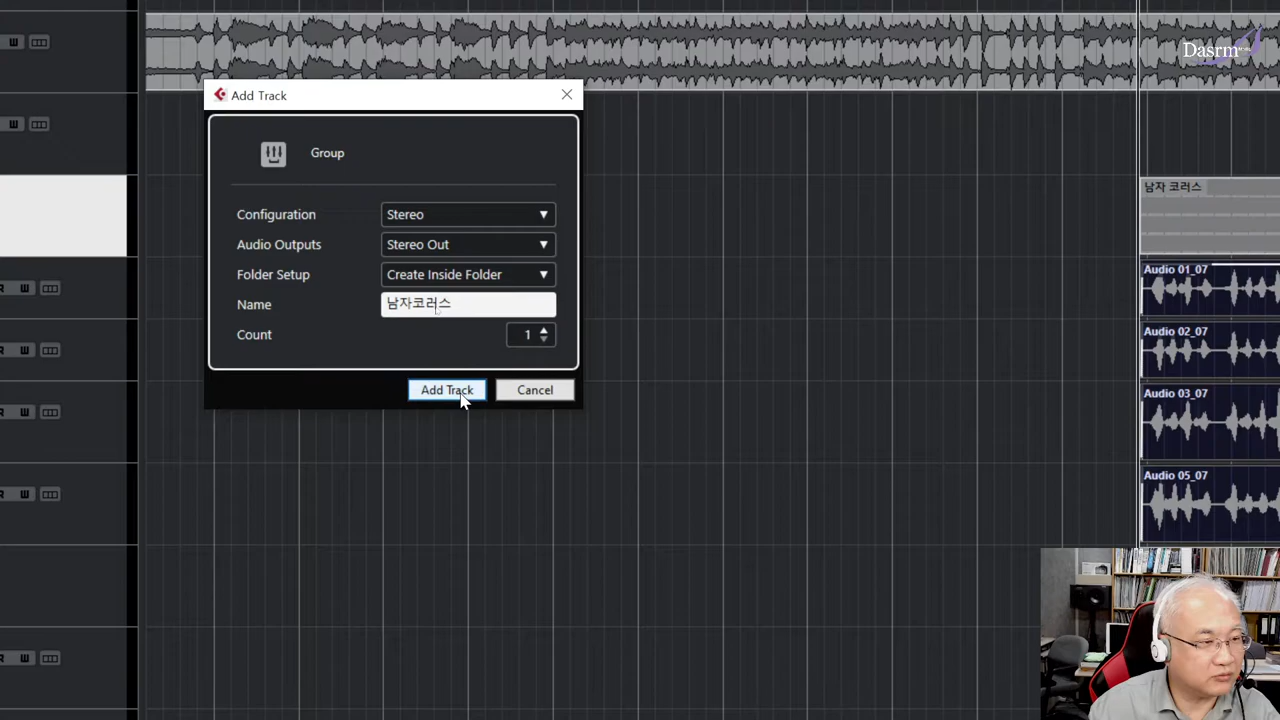 W
Dasrm
Add Track
W
Group
남자 코러스
Configuration
Stereo
Audio Outputs
Stereo Out
Folder Setup
Create Inside Folder
Name
남자코러스
Count
1
Add Track
Cancel
Audio 01_07
R W
Audio 02_07
R W
Audio 03_07
R W
Audio 05_07
R W
R W